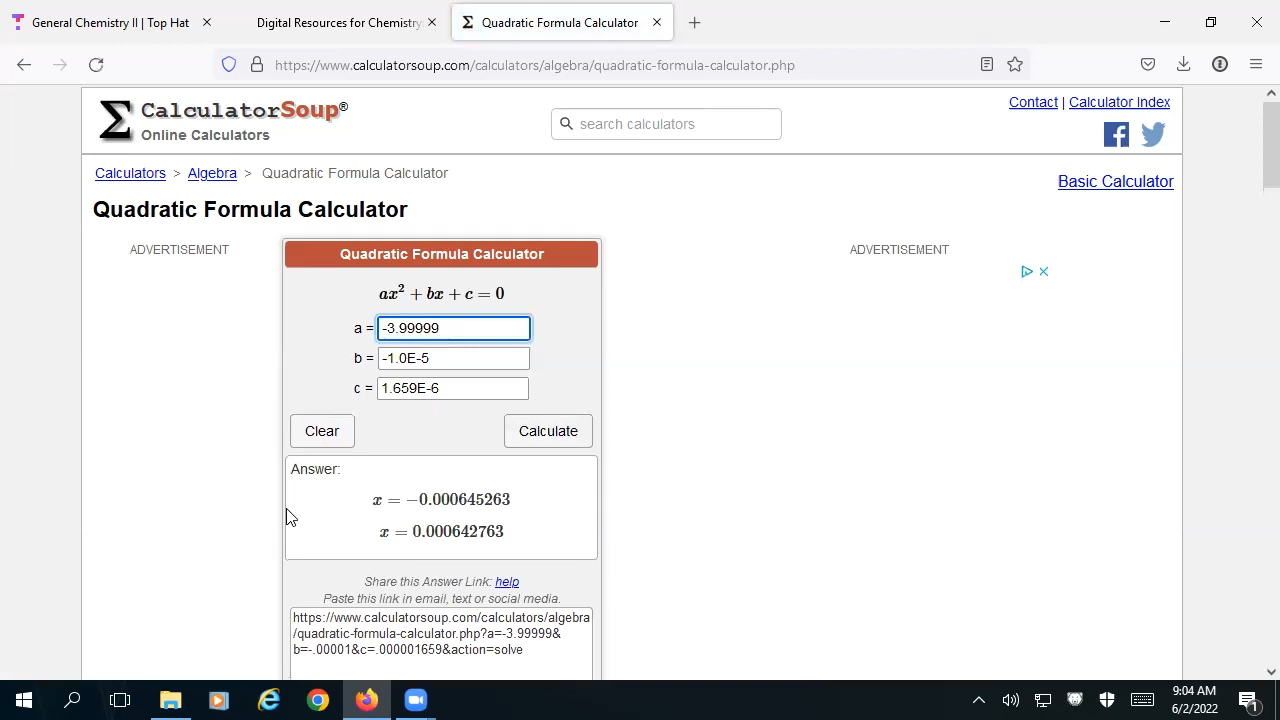 General Chemistry II | Top Hat
Digital Resources for Chemistry
Quadratic Formula Calculator
https://www.calculatorsoup.com/calculators/algebra/quadratic-formula-calculator.php
CalculatorSoup®
Online Calculators
search calculators
Contact | Calculator Index
Calculators > Algebra > Quadratic Formula Calculator
Basic Calculator
Quadratic Formula Calculator
ADVERTISEMENT
ADVERTISEMENT
Quadratic Formula Calculator
ax² + bx + c = 0
a = -3.99999
b = -1.0E-5
c = 1.659E-6
Clear
Calculate
Answer:
x = −0.000645263
x = 0.000642763
Share this Answer Link: help
Paste this link in email, text or social media.
https://www.calculatorsoup.com/calculators/algebra
/quadratic-formula-calculator.php?a=-3.99999&
b=-.00001&c=.000001659&action=solve
9:04 AM
6/2/2022
1